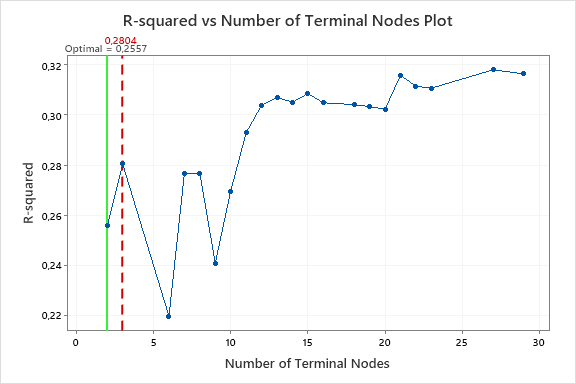 R-squared vs Number of Terminal Nodes Plot
0,2804
Optimal = 0,2557
0,32
0,30
0,28
0,26
0,24
0,22
R-squared
0 5 10 15 20 25 30
Number of Terminal Nodes